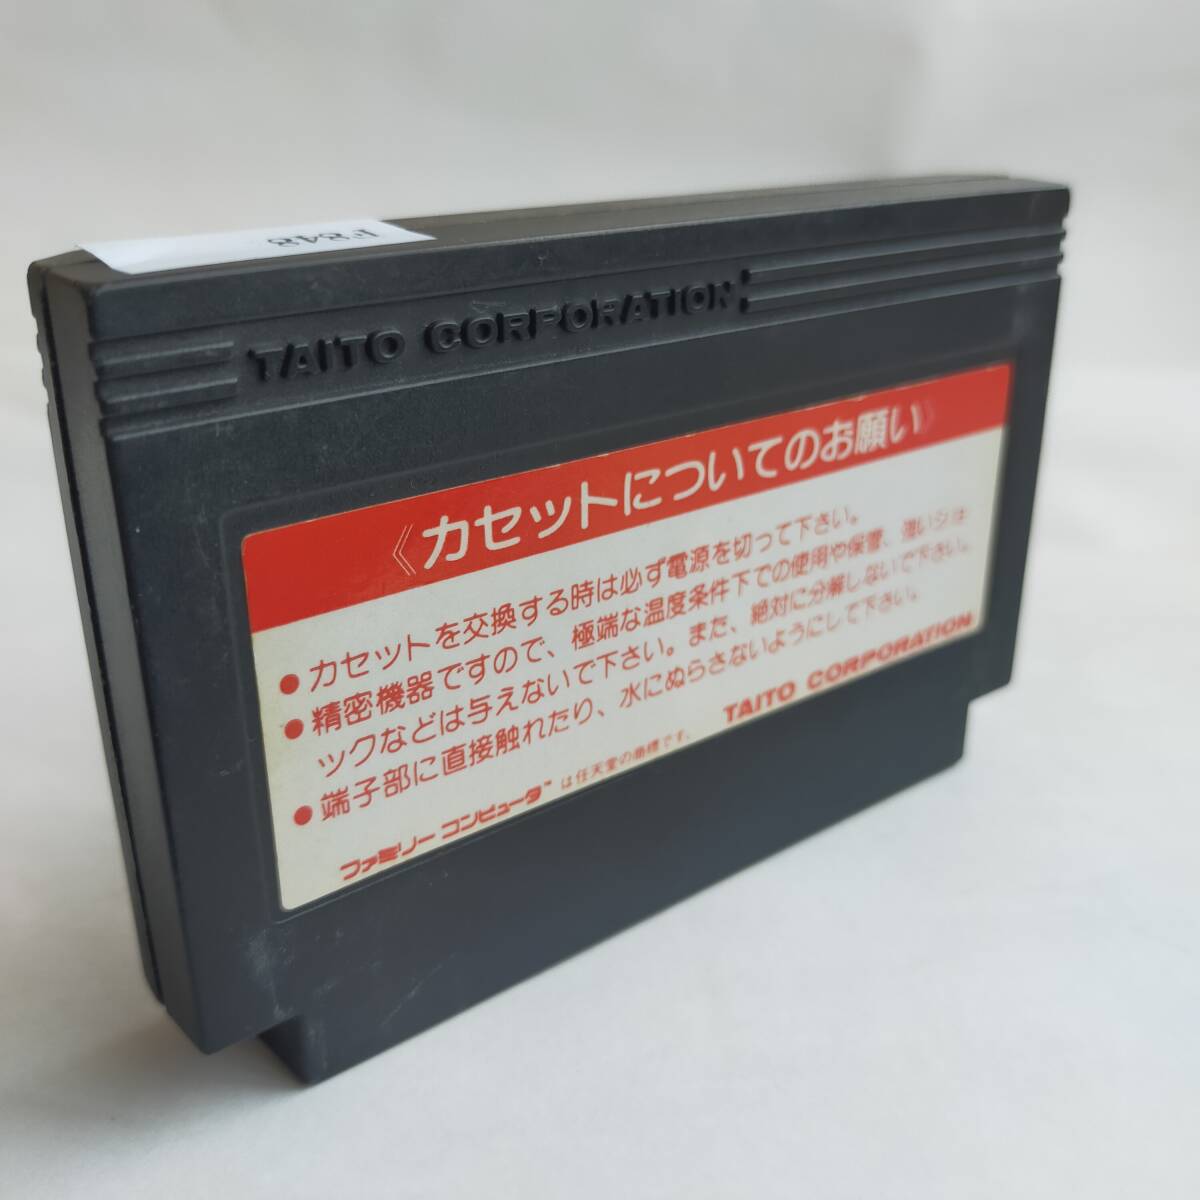 F848
TAITO CORPORATION
《カセットについてのお願い》
●カセットを交換する時は必ず電源を切って下さい。
●精密機器ですので、極端な温度条件下での使用や保管、強いショ
ックなどは与えないで下さい。また、絶対に分解しないで下さい。
●端子部に直接触れたり、水にぬらさないようにして下さい。
TAITO CORPORATION
ファミリーコンピュータ™は任天堂の商標です。